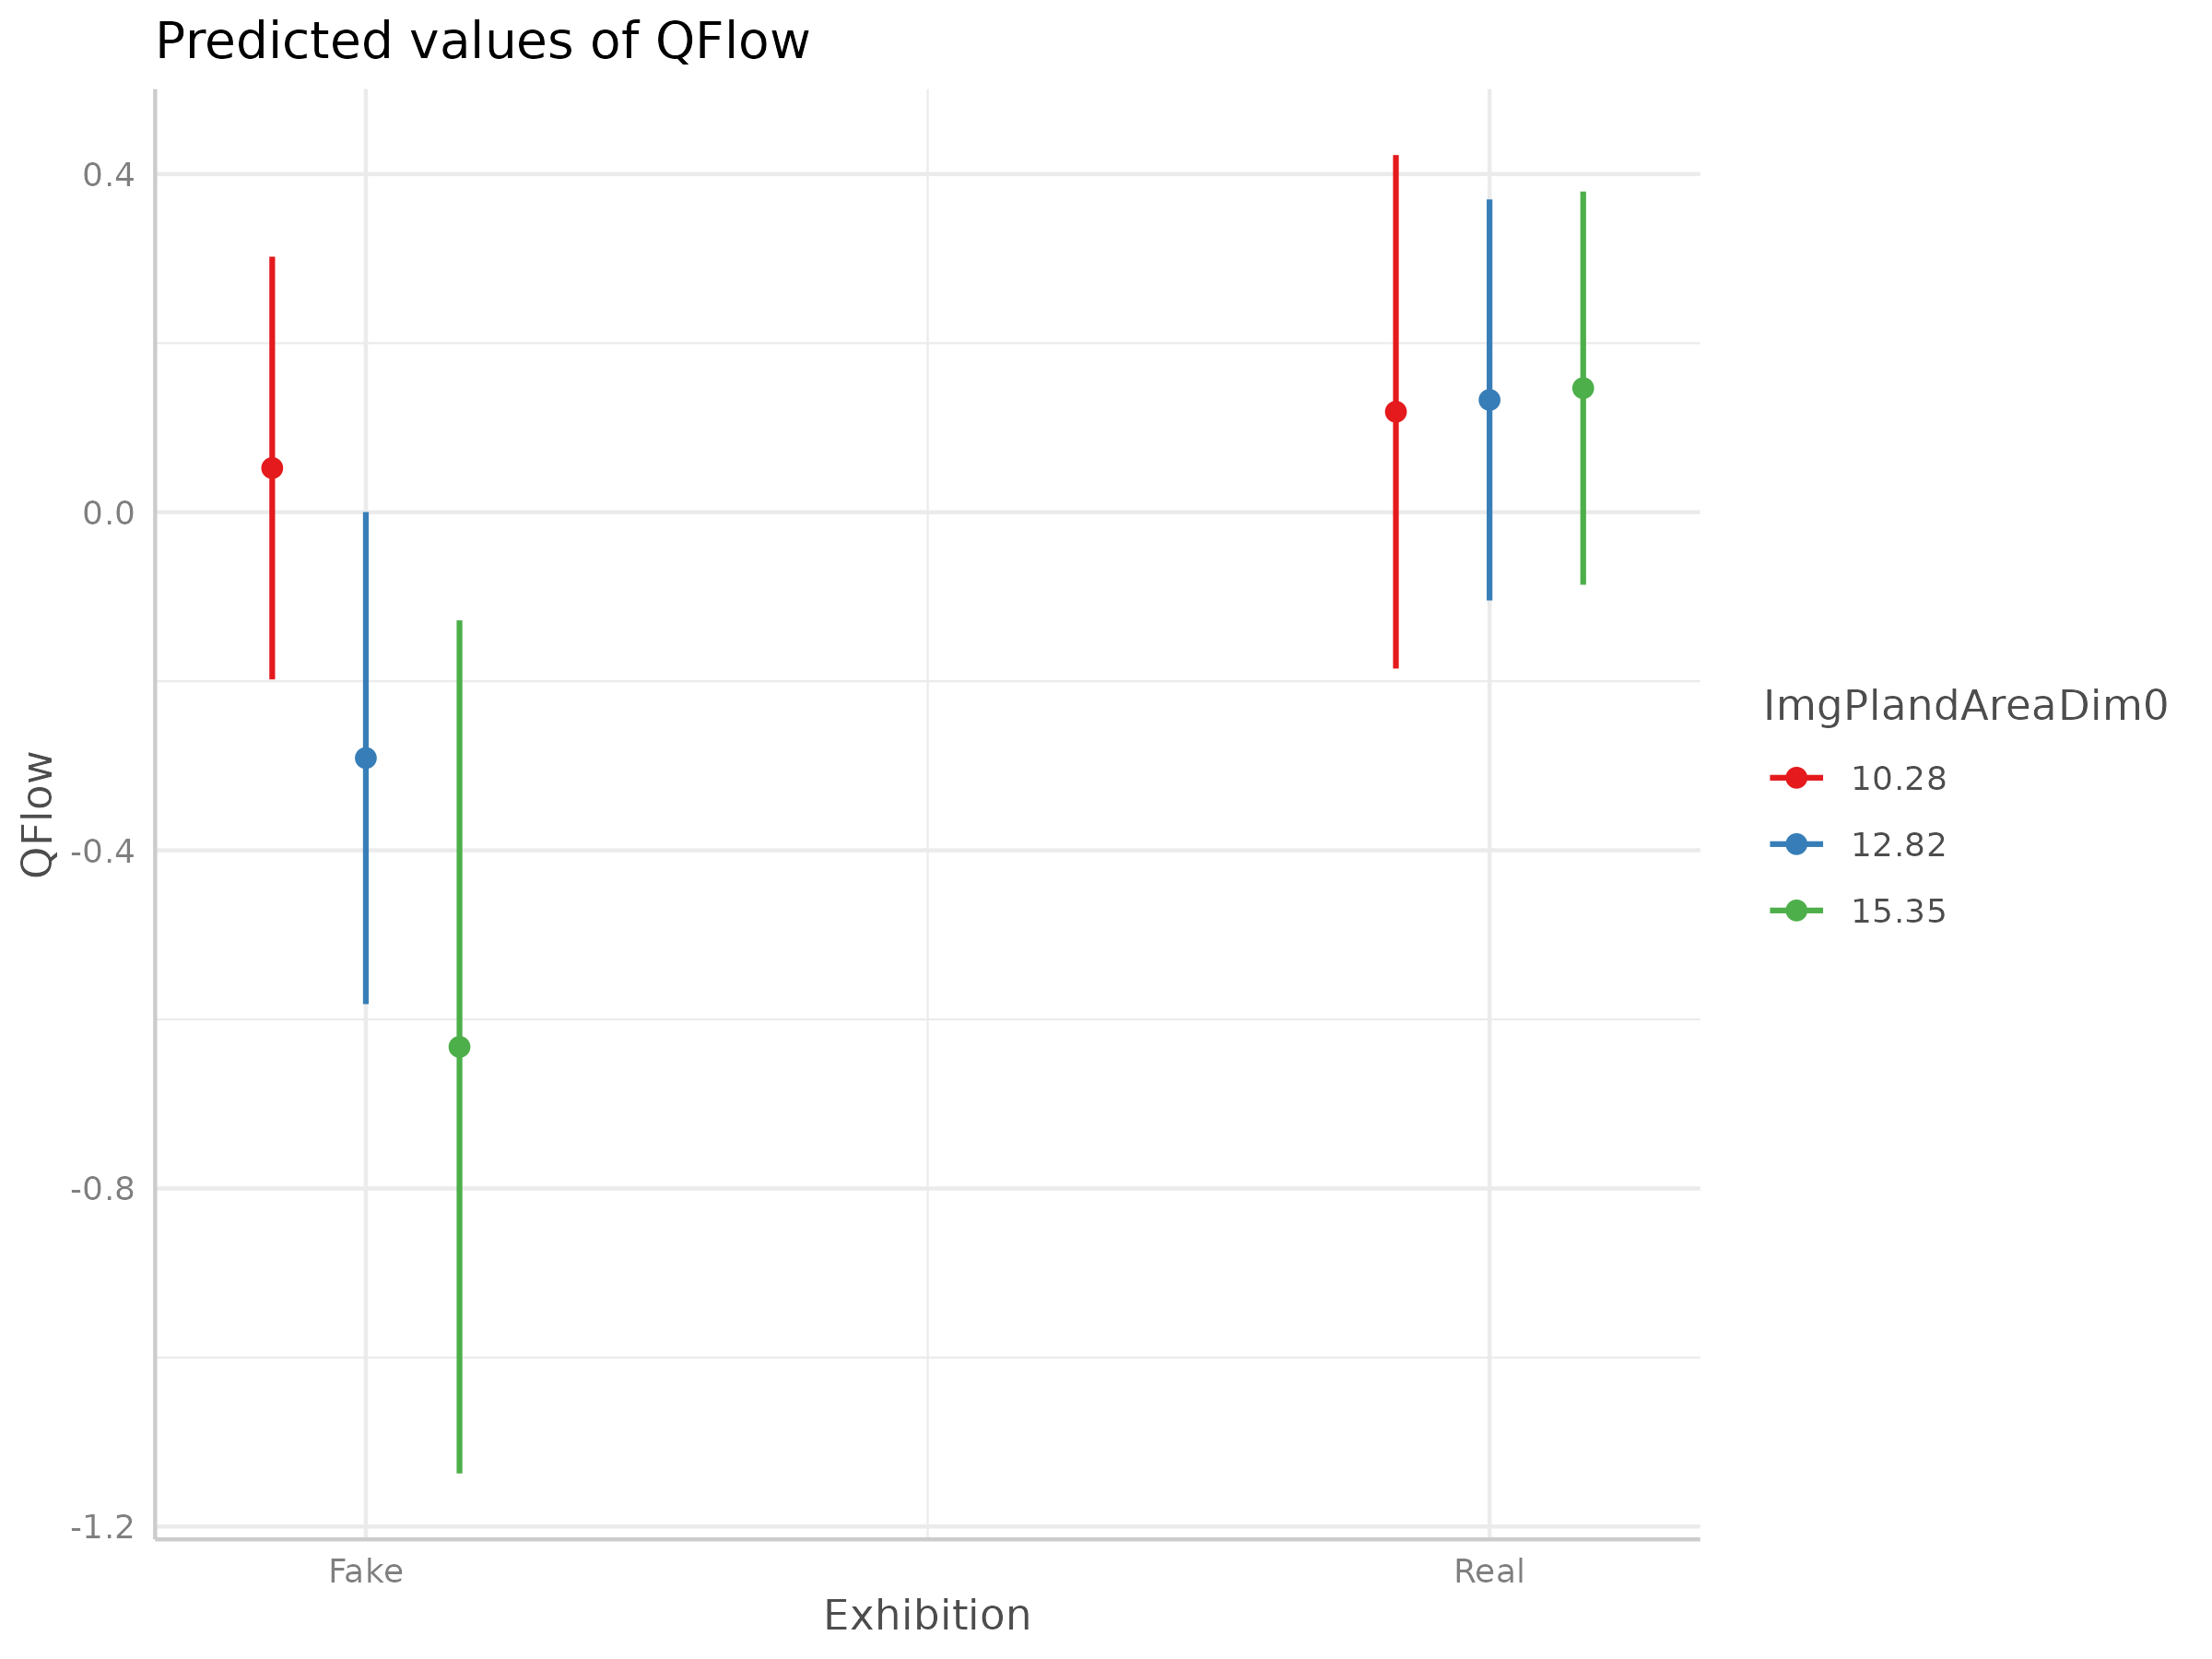 Predicted values of QFlow
0.4
0.0
-0.4
-0.8
-1.2
QFlow
Fake
Real
Exhibition
ImgPlandAreaDim0
10.28
12.82
15.35